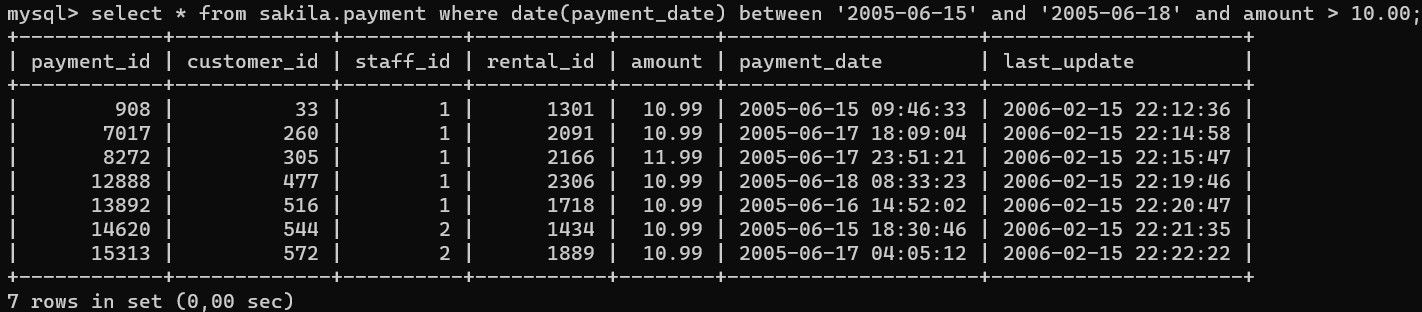 mysql> select * from sakila.payment where date(payment_date) between '2005-06-15' and '2005-06-18' and amount > 10.00;
+------------+-------------+----------+-----------+--------+---------------------+---------------------+
| payment_id | customer_id | staff_id | rental_id | amount | payment_date        | last_update         |
+------------+-------------+----------+-----------+--------+---------------------+---------------------+
|        908 |          33 |        1 |      1301 |  10.99 | 2005-06-15 09:46:33 | 2006-02-15 22:12:36 |
|       7017 |         260 |        1 |      2091 |  10.99 | 2005-06-17 18:09:04 | 2006-02-15 22:14:58 |
|       8272 |         305 |        1 |      2166 |  11.99 | 2005-06-17 23:51:21 | 2006-02-15 22:15:47 |
|      12888 |         477 |        1 |      2306 |  10.99 | 2005-06-18 08:33:23 | 2006-02-15 22:19:46 |
|      13892 |         516 |        1 |      1718 |  10.99 | 2005-06-16 14:52:02 | 2006-02-15 22:20:47 |
|      14620 |         544 |        2 |      1434 |  10.99 | 2005-06-15 18:30:46 | 2006-02-15 22:21:35 |
|      15313 |         572 |        2 |      1889 |  10.99 | 2005-06-17 04:05:12 | 2006-02-15 22:22:22 |
+------------+-------------+----------+-----------+--------+---------------------+---------------------+
7 rows in set (0,00 sec)